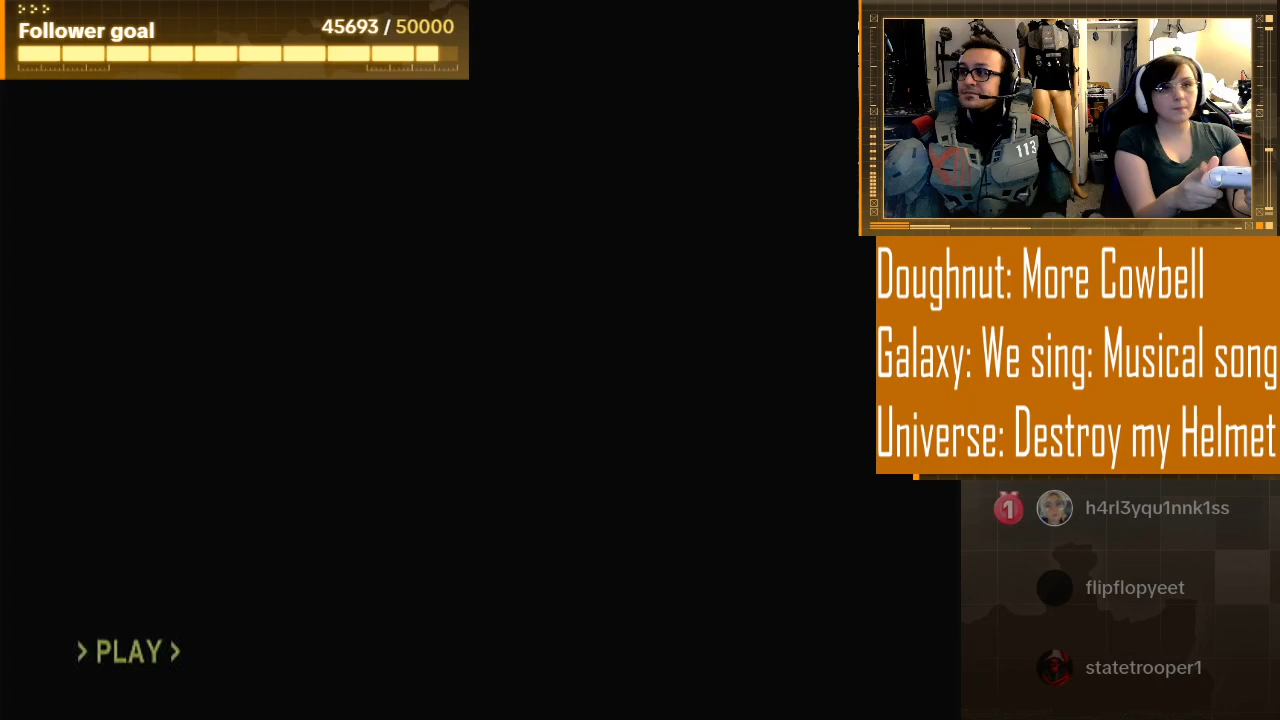 Follower goal
45693 / 50000
113
Doughnut: More Cowbell
Galaxy: We sing: Musical song
Universe: Destroy my Helmet
1
h4rl3yqu1nnk1ss
flipflopyeet
statetrooper1
> PLAY >